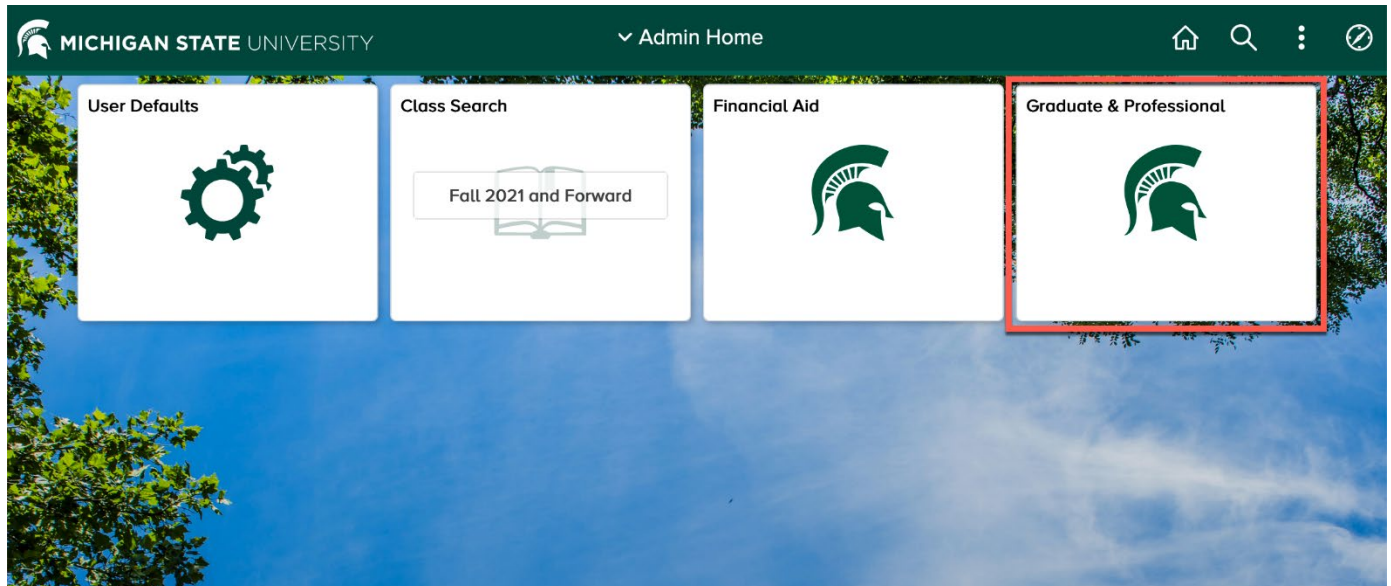 MICHIGAN STATE UNIVERSITY
Admin Home
User Defaults
Class Search
Fall 2021 and Forward
Financial Aid
Graduate & Professional